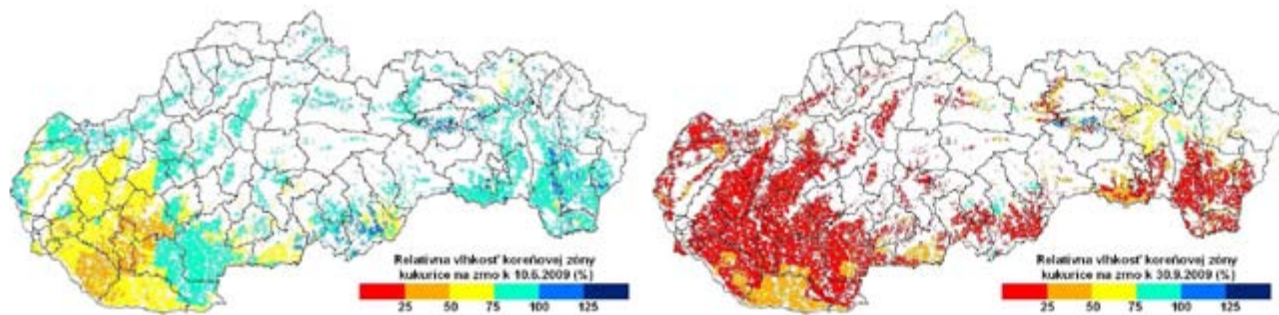 Relatívna vlhkosť koreňovej zóny
kukurice na zrno k 10.6.2009 (%)
25 50 75 100 125
Relatívna vlhkosť koreňovej zóny
kukurice na zrno k 30.9.2009 (%)
25 50 75 100 125